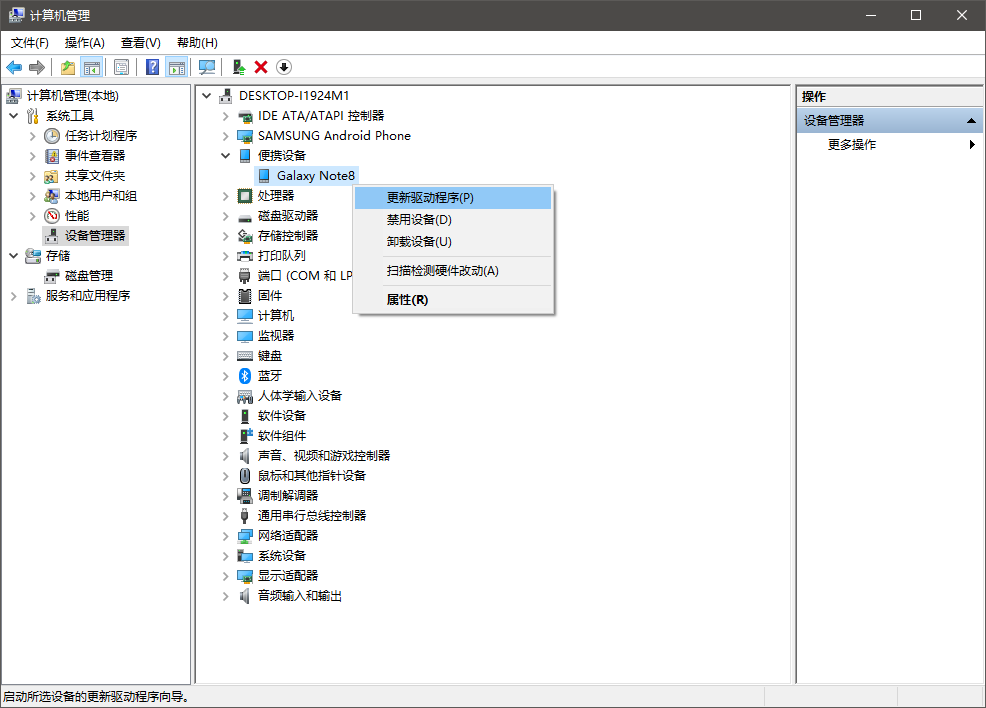 计算机管理
文件(F) 操作(A) 查看(V) 帮助(H)
计算机管理(本地)
系统工具
任务计划程序
事件查看器
共享文件夹
本地用户和组
性能
设备管理器
存储
磁盘管理
服务和应用程序
DESKTOP-I1924M1
IDE ATA/ATAPI 控制器
SAMSUNG Android Phone
便携设备
Galaxy Note8
处理器
磁盘驱动器
存储控制器
打印队列
端口 (COM 和 LP
固件
计算机
监视器
键盘
蓝牙
人体学输入设备
软件设备
软件组件
声音、视频和游戏控制器
鼠标和其他指针设备
调制解调器
通用串行总线控制器
网络适配器
系统设备
显示适配器
音频输入和输出
更新驱动程序(P)
禁用设备(D)
卸载设备(U)
扫描检测硬件改动(A)
属性(R)
操作
设备管理器
更多操作
启动所选设备的更新驱动程序向导。